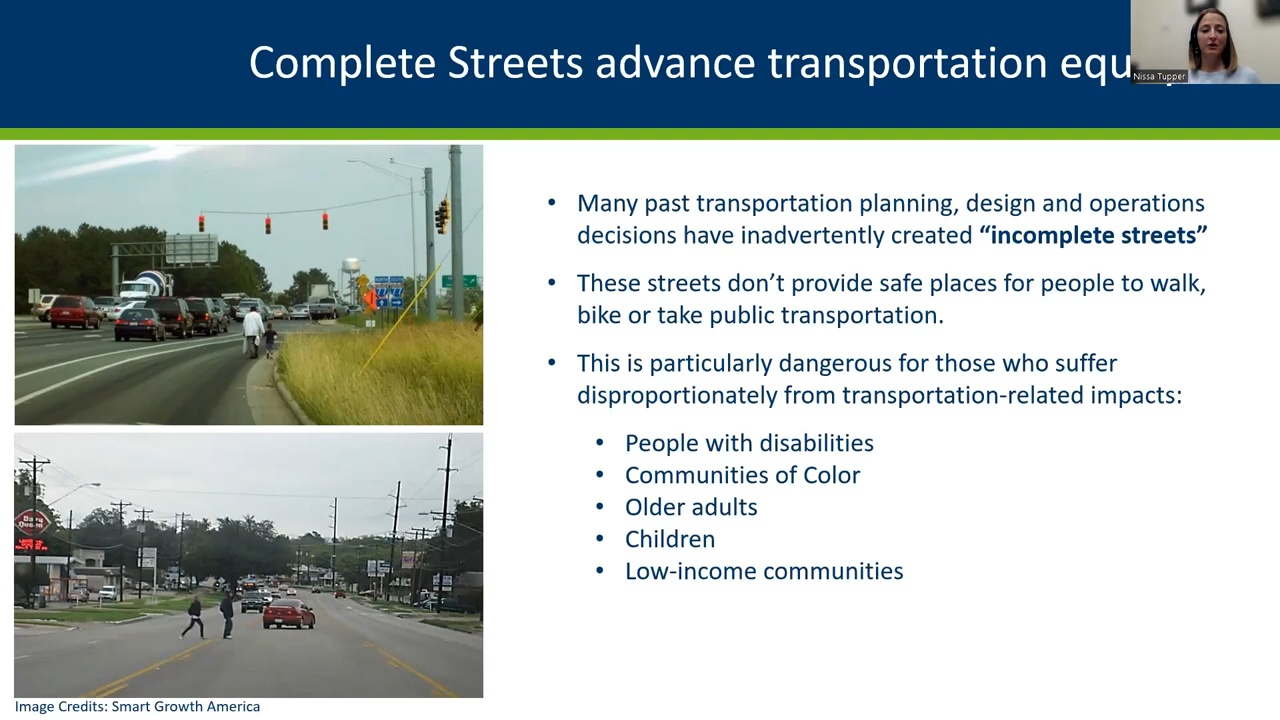 Complete Streets advance transportation equ
Nissa Tupper
• Many past transportation planning, design and operations
decisions have inadvertently created “incomplete streets”
• These streets don’t provide safe places for people to walk,
bike or take public transportation.
• This is particularly dangerous for those who suffer
disproportionately from transportation-related impacts:
• People with disabilities
• Communities of Color
• Older adults
• Children
• Low-income communities
Dairy
Queen
Image Credits: Smart Growth America